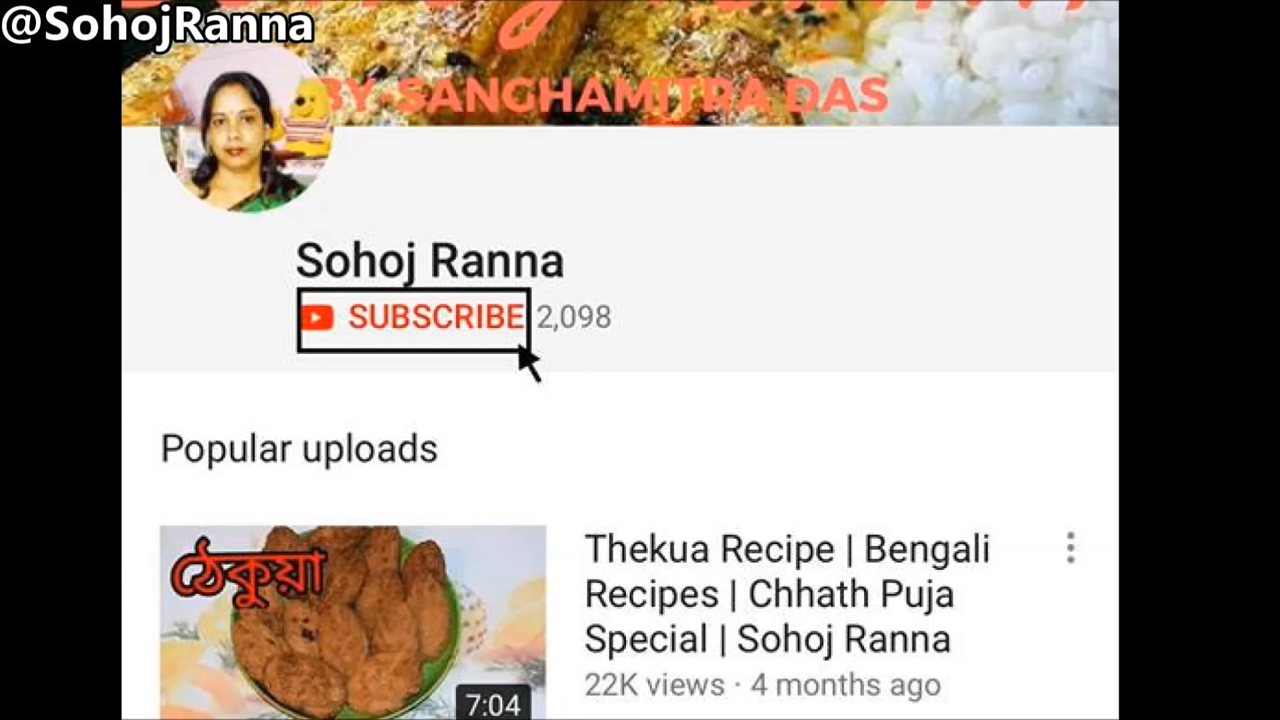 @SohojRanna
BY SANGHAMITRA DAS
Sohoj Ranna
SUBSCRIBE 2,098
Popular uploads
ঠেকুয়া
Thekua Recipe | Bengali
Recipes | Chhath Puja
Special | Sohoj Ranna
22K views · 4 months ago
7:04